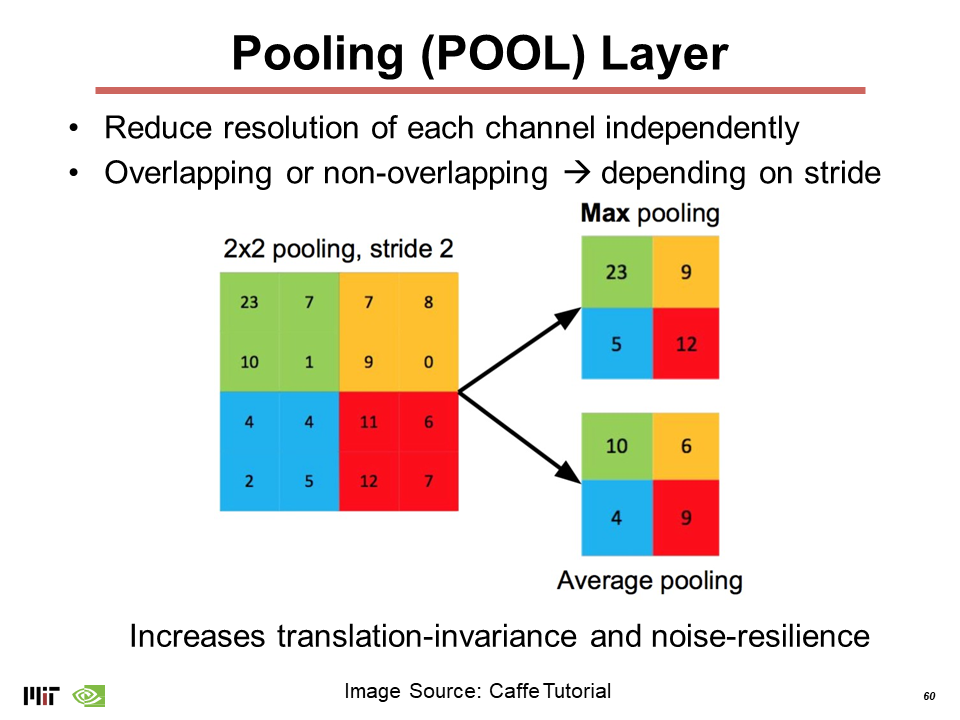 Pooling (POOL) Layer
• Reduce resolution of each channel independently
• Overlapping or non-overlapping → depending on stride
2x2 pooling, stride 2
23 7 7 8
10 1 9 0
4 4 11 6
2 5 12 7
Max pooling
23 9
5 12
10 6
4 9
Average pooling
Increases translation-invariance and noise-resilience
Image Source: Caffe Tutorial
MIT
60